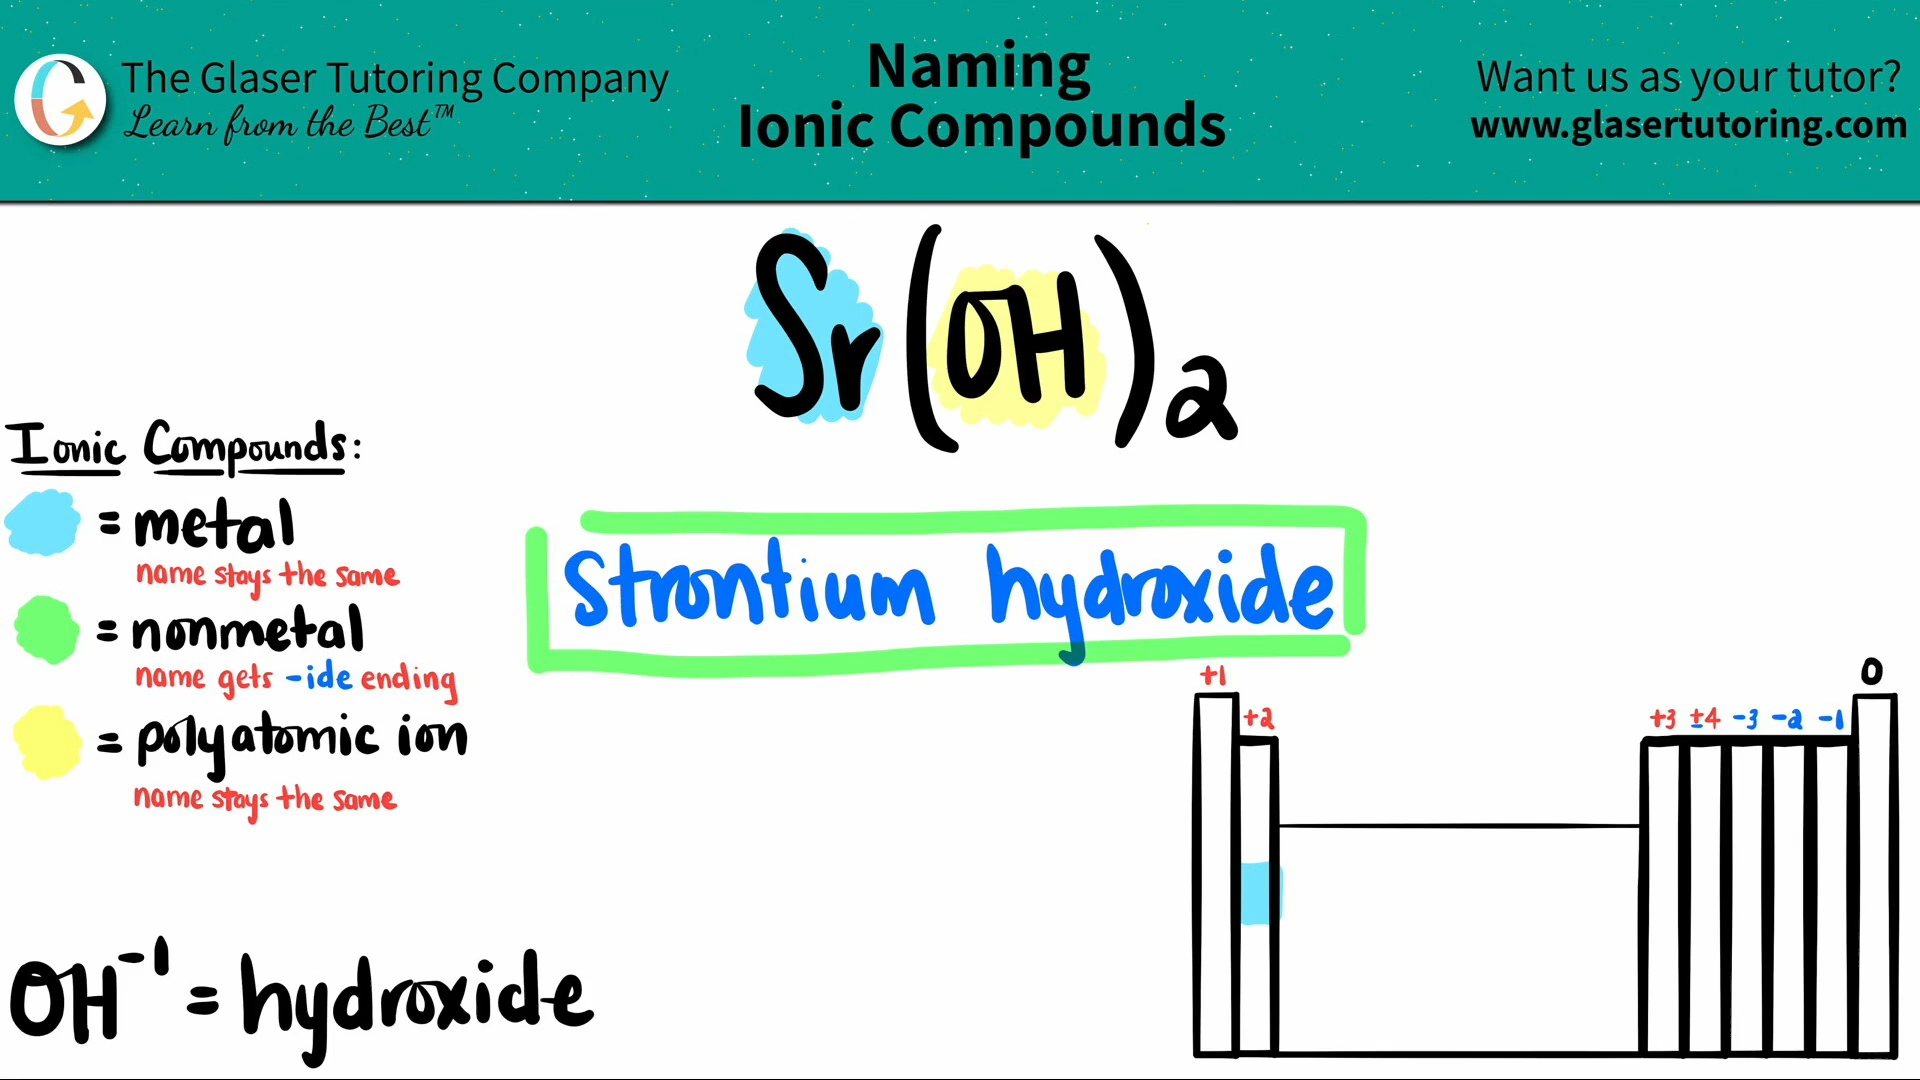 The Glaser Tutoring Company
Learn from the Best™
Naming
Ionic Compounds
Want us as your tutor?
www.glasertutoring.com
Sr(OH)₂
Ionic Compounds:
= metal
name stays the same
= nonmetal
name gets -ide ending
= polyatomic ion
name stays the same
Strontium hydroxide
+1
+2
+3 ±4 -3 -2 -1
0
OH⁻¹ = hydroxide